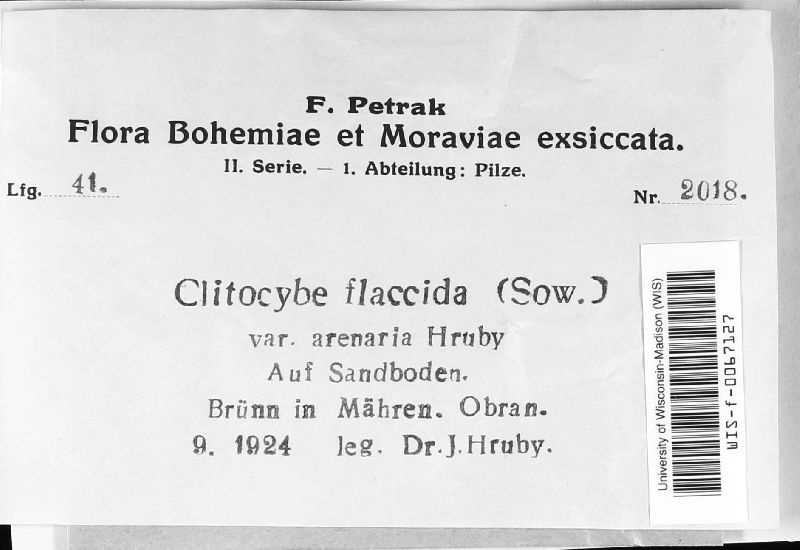 F. Petrak
Flora Bohemiae et Moraviae exsiccata.
II. Serie. — 1. Abteilung: Pilze.
Lfg. 41.
Nr. 2018.
Clitocybe flaccida (Sow.)
var. arenaria Hruby
Auf Sandboden.
Brünn in Mähren. Obran.
9. 1924 leg. Dr. J. Hruby.
University of Wisconsin-Madison (WIS)
WIS-f-0067127